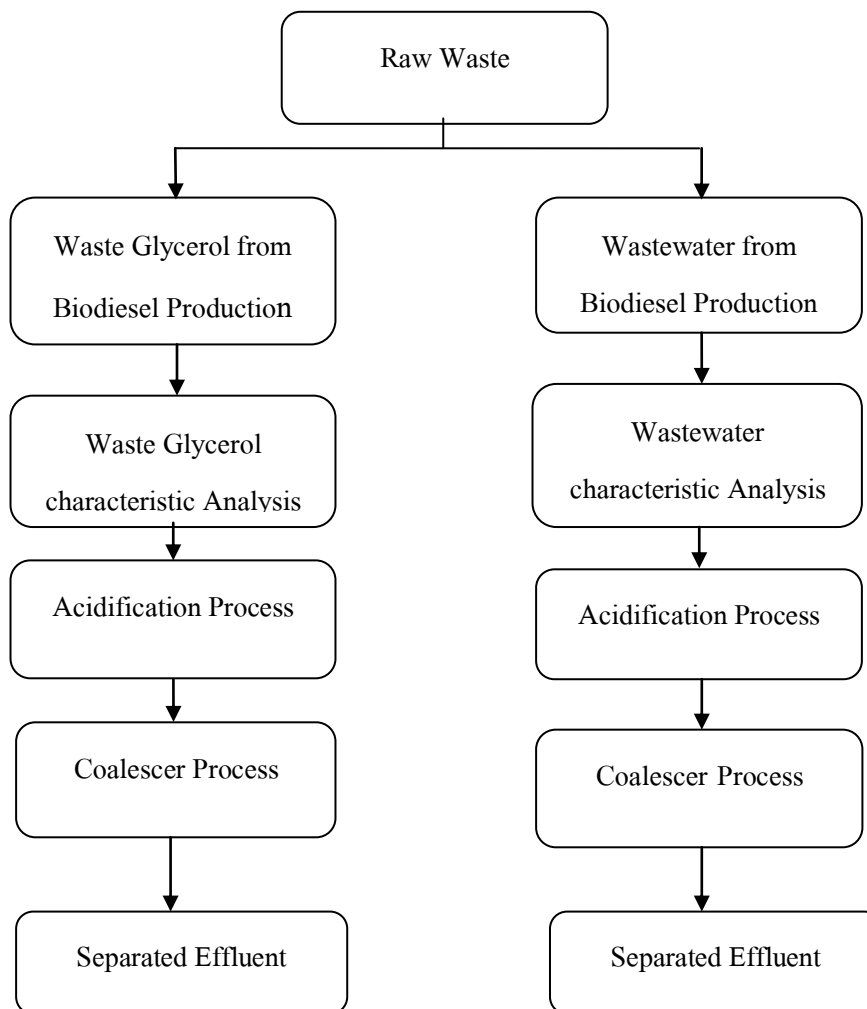 Raw Waste
Waste Glycerol from
Biodiesel Production
Wastewater from
Biodiesel Production
Waste Glycerol
characteristic Analysis
Wastewater
characteristic Analysis
Acidification Process
Acidification Process
Coalescer Process
Coalescer Process
Separated Effluent
Separated Effluent